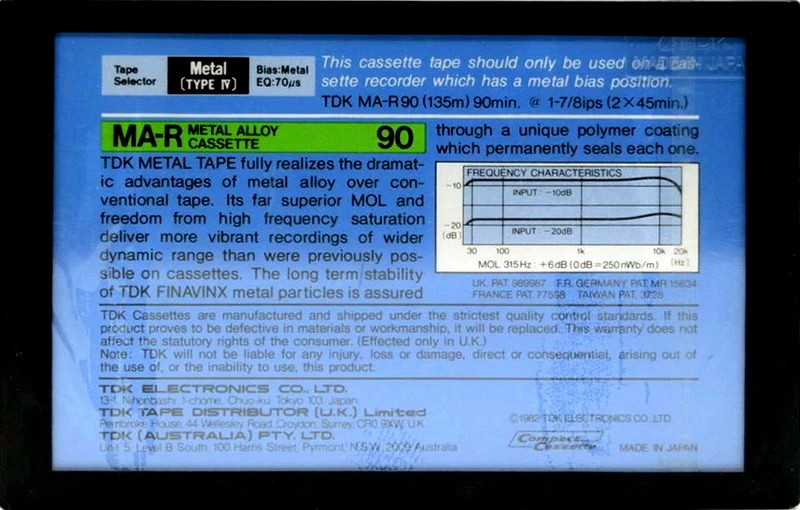 Tape Selector
Metal (TYPE IV)
Bias:Metal EQ:70μs
This cassette tape should only be used on a cas-
sette recorder which has a metal bias position.
TDK MA-R90 (135m) 90min. @ 1-7/8ips (2×45min.)
MA-R METAL ALLOY CASSETTE 90
TDK METAL TAPE fully realizes the dramat-
ic advantages of metal alloy over con-
ventional tape. Its far superior MOL and
freedom from high frequency saturation
deliver more vibrant recordings of wider
dynamic range than were previously pos-
sible on cassettes. The long term stability
of TDK FINAVINX metal particles is assured
through a unique polymer coating
which permanently seals each one.
FREQUENCY CHARACTERISTICS
-10
INPUT: -10dB
-20
(dB)
INPUT: -20dB
30 100 1k 10k 20k
MOL 315Hz: +6dB (0dB=250nWb/m) (Hz)
UK. PAT. 989987 F.R. GERMANY PAT. MR 15634
FRANCE PAT. 77568 TAIWAN PAT. 3728
TDK Cassettes are manufactured and shipped under the strictest quality control standards. If this
product proves to be defective in materials or workmanship, it will be replaced. This warranty does not
affect the statutory rights of the consumer. (Effected only in U.K.)
Note: TDK will not be liable for any injury, loss or damage, direct or consequential, arising out of
the use of, or the inability to use, this product.
TDK ELECTRONICS CO., LTD.
13-1, Nihonbashi 1-chome, Chuo-ku, Tokyo 103, Japan
TDK TAPE DISTRIBUTOR (U.K.) Limited
Pembroke House, 44 Wellesley Road, Croydon, Surrey, CR0 9XW, U.K.
TDK (AUSTRALIA) PTY. LTD.
Unit 5, Level B South, 100 Harris Street, Pyrmont, N.S.W. 2009 Australia
©1982 TDK ELECTRONICS CO., LTD.
Compact Cassette
MADE IN JAPAN